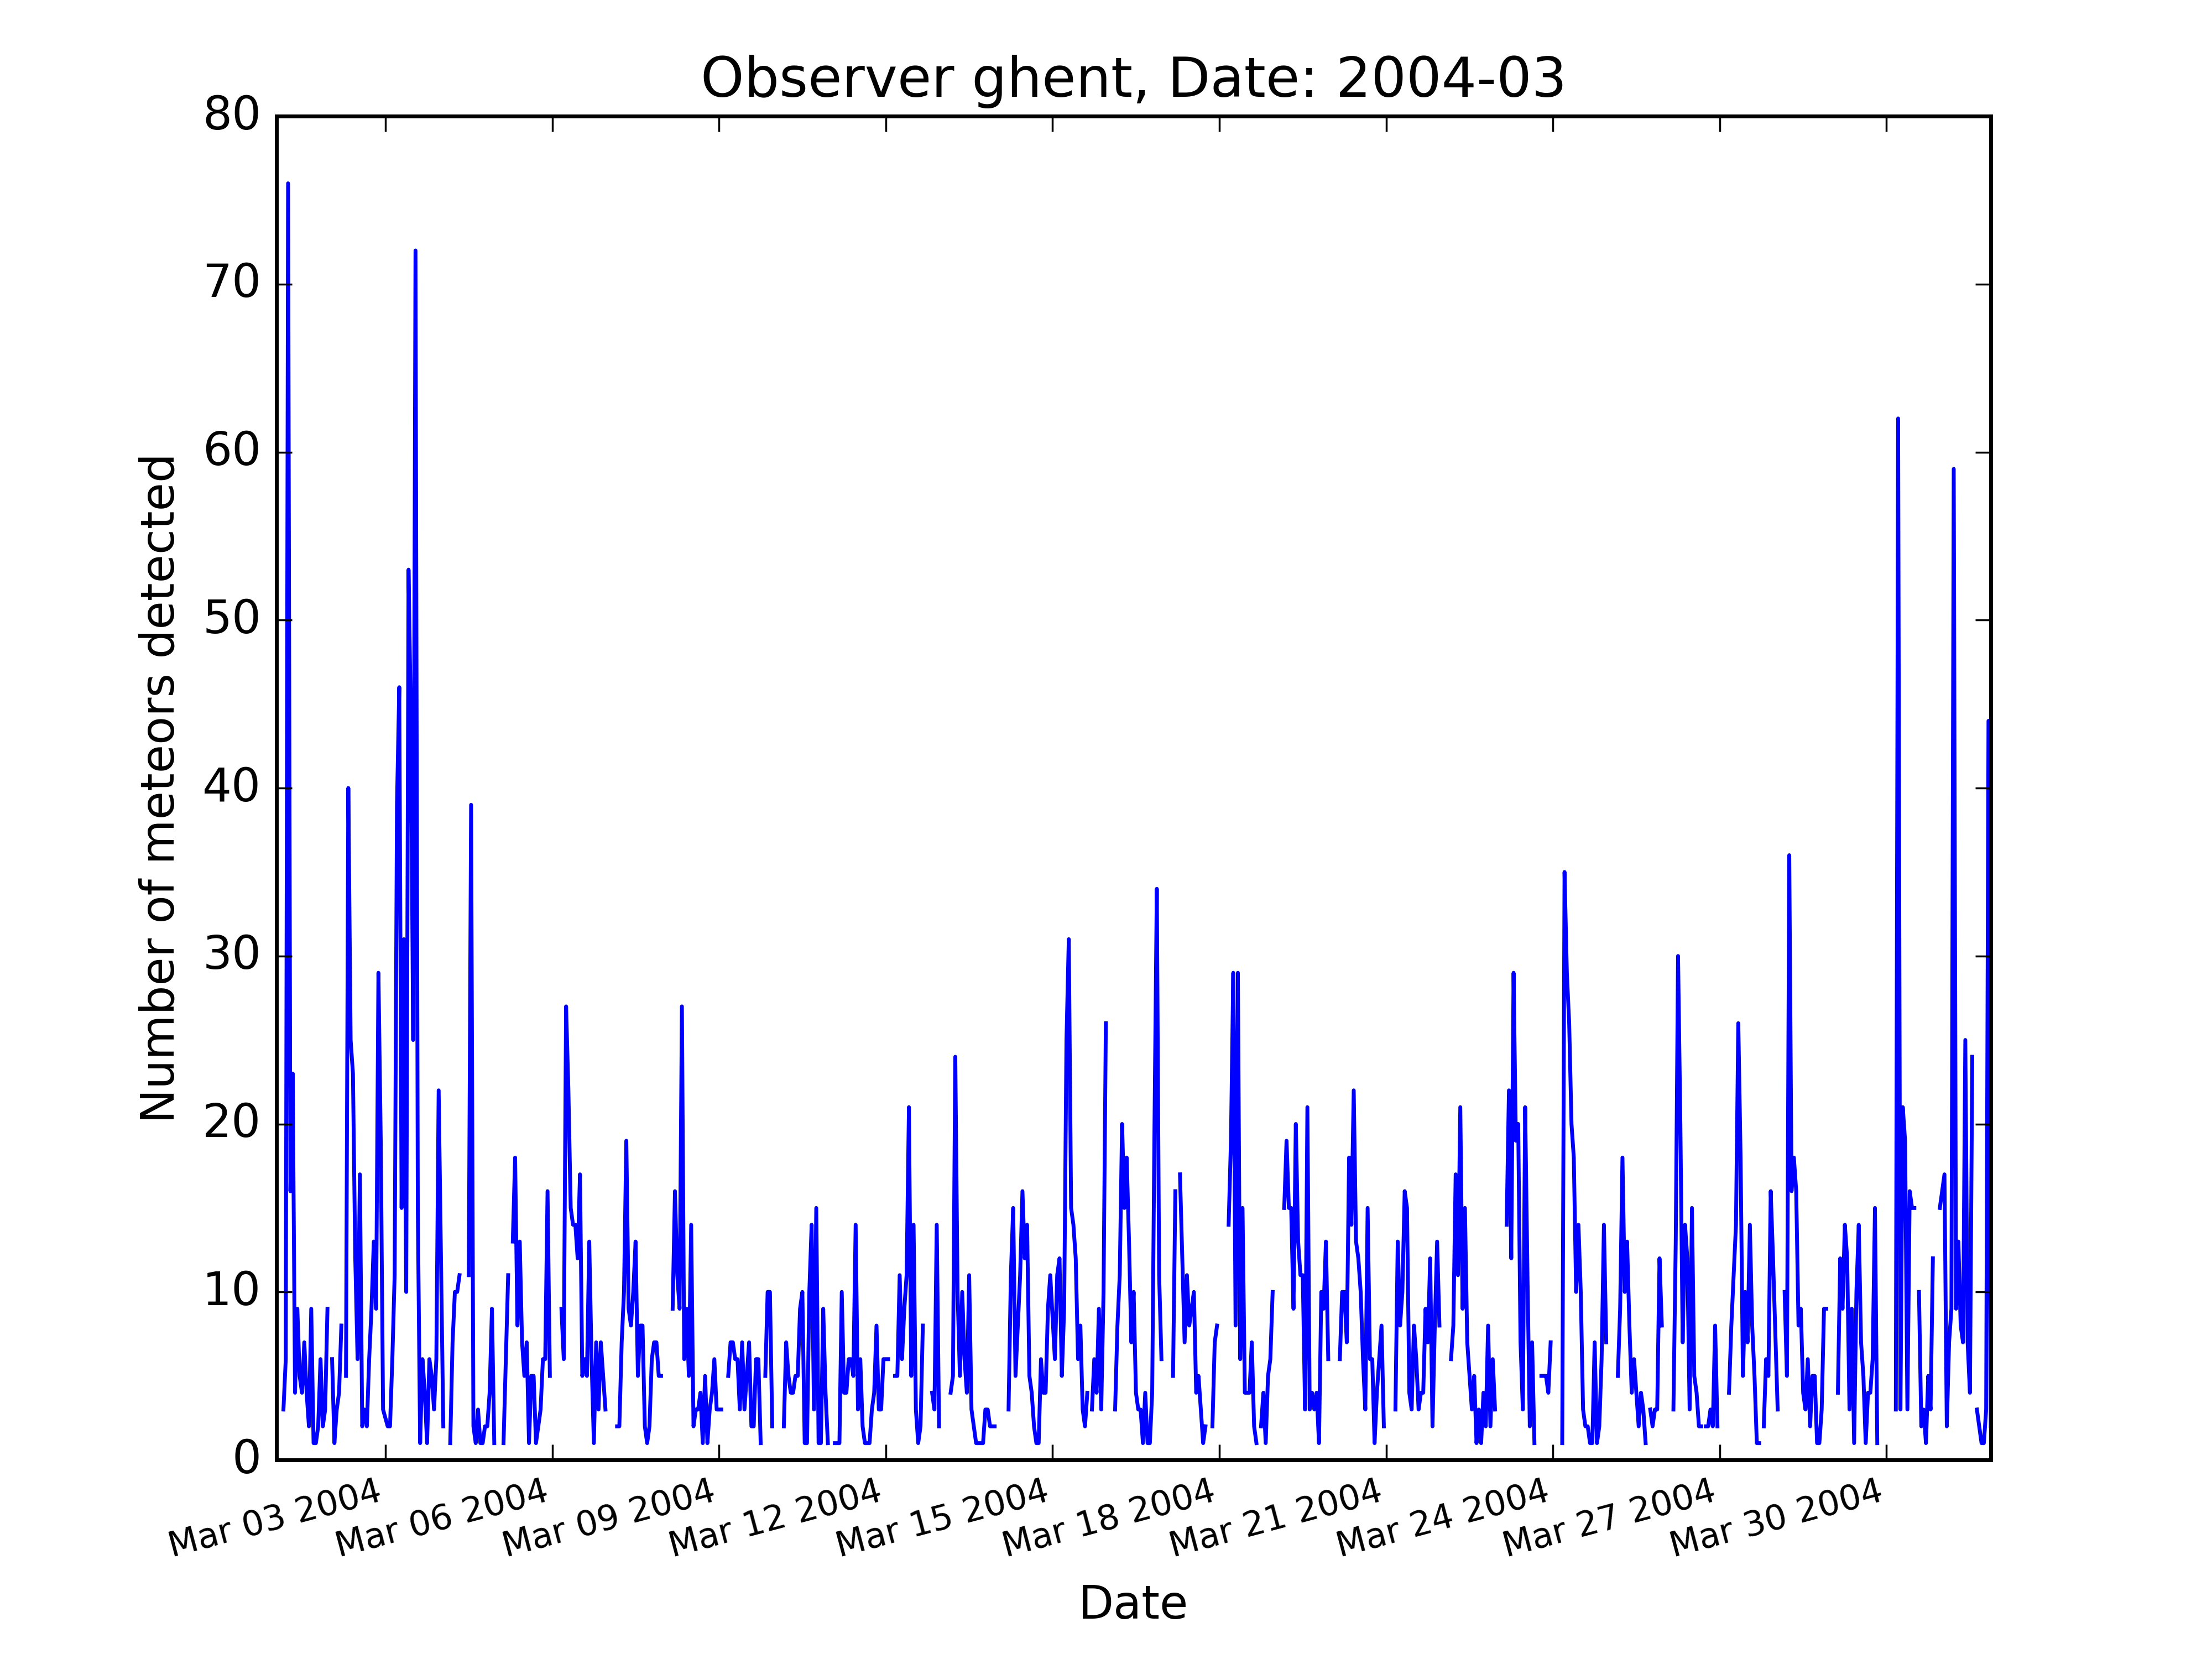 Observer ghent, Date: 2004-03
80
70
60
50
40
30
20
10
0
Number of meteors detected
Mar 03 2004
Mar 06 2004
Mar 09 2004
Mar 12 2004
Mar 15 2004
Mar 18 2004
Mar 21 2004
Mar 24 2004
Mar 27 2004
Mar 30 2004
Date